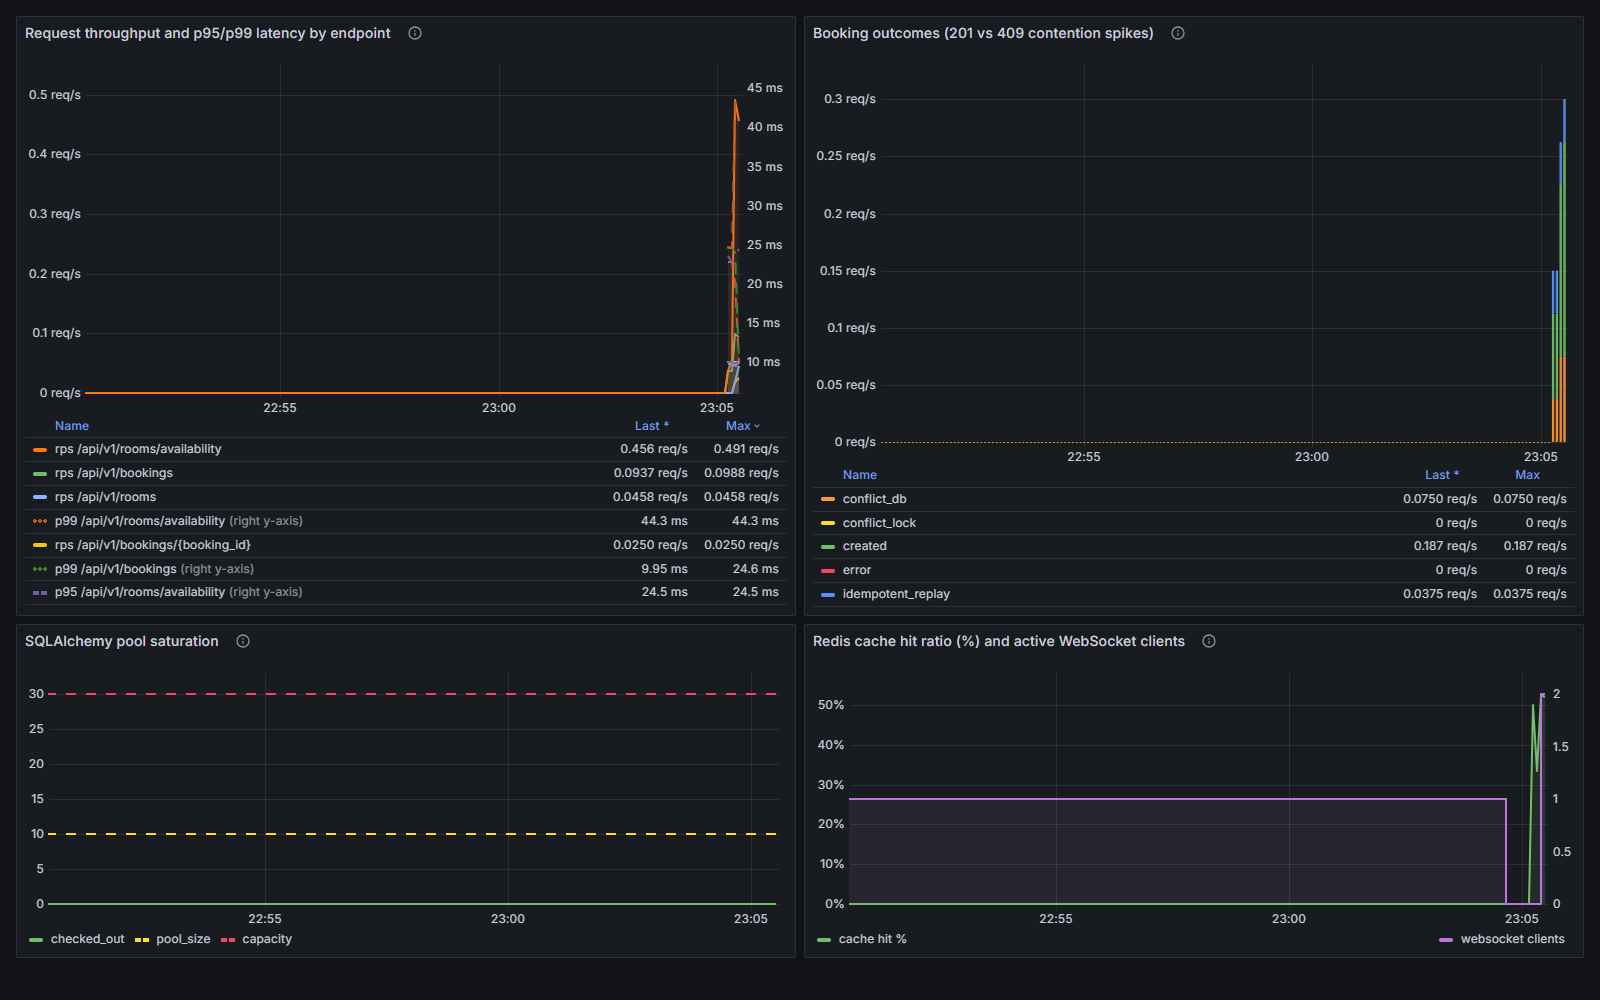 Request throughput and p95/p99 latency by endpoint
0.5 req/s
0.4 req/s
0.3 req/s
0.2 req/s
0.1 req/s
0 req/s
45 ms
40 ms
35 ms
30 ms
25 ms
20 ms
15 ms
10 ms
22:55 23:00 23:05
Name Last * Max
rps /api/v1/rooms/availability 0.456 req/s 0.491 req/s
rps /api/v1/bookings 0.0937 req/s 0.0988 req/s
rps /api/v1/rooms 0.0458 req/s 0.0458 req/s
p99 /api/v1/rooms/availability (right y-axis) 44.3 ms 44.3 ms
rps /api/v1/bookings/{booking_id} 0.0250 req/s 0.0250 req/s
p99 /api/v1/bookings (right y-axis) 9.95 ms 24.6 ms
p95 /api/v1/rooms/availability (right y-axis) 24.5 ms 24.5 ms
Booking outcomes (201 vs 409 contention spikes)
0.3 req/s
0.25 req/s
0.2 req/s
0.15 req/s
0.1 req/s
0.05 req/s
0 req/s
22:55 23:00 23:05
Name Last * Max
conflict_db 0.0750 req/s 0.0750 req/s
conflict_lock 0 req/s 0 req/s
created 0.187 req/s 0.187 req/s
error 0 req/s 0 req/s
idempotent_replay 0.0375 req/s 0.0375 req/s
SQLAlchemy pool saturation
30
25
20
15
10
5
0
22:55 23:00 23:05
checked_out pool_size capacity
Redis cache hit ratio (%) and active WebSocket clients
50%
40%
30%
20%
10%
0%
2
1.5
1
0.5
0
22:55 23:00 23:05
cache hit % websocket clients